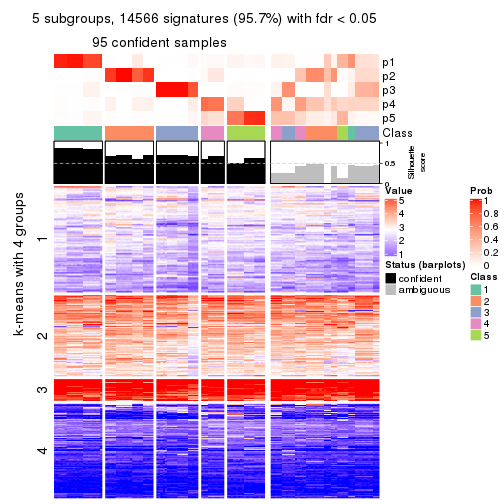 5 subgroups, 14566 signatures (95.7%) with fdr < 0.05
95 confident samples
p1
p2
p3
p4
p5
Class
1
0.5
0
Silhouette
score
k-means with 4 groups
1
2
3
4
Value
5
4
3
2
1
Status (barplots)
confident
ambiguous
Prob
1
0.8
0.6
0.4
0.2
0
Class
1
2
3
4
5